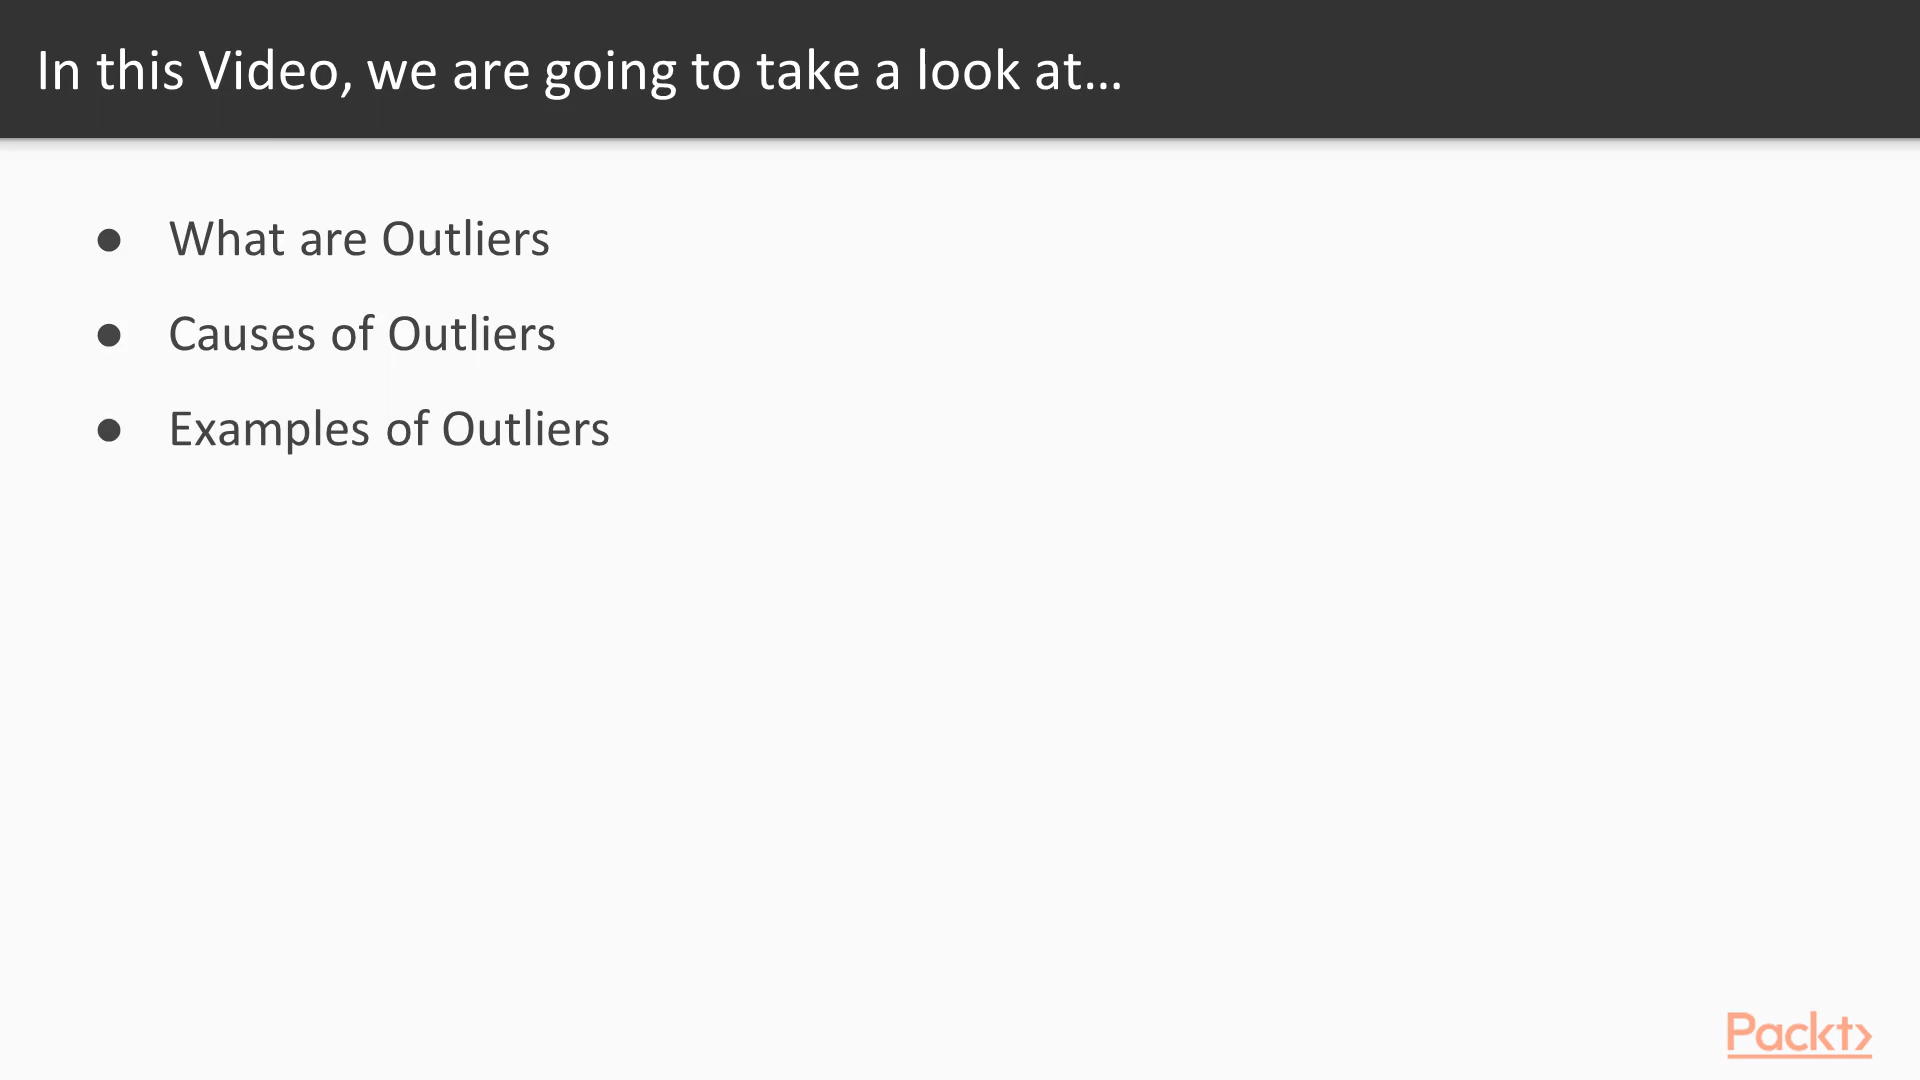 In this Video, we are going to take a look at...
● What are Outliers
● Causes of Outliers
● Examples of Outliers
Packt>